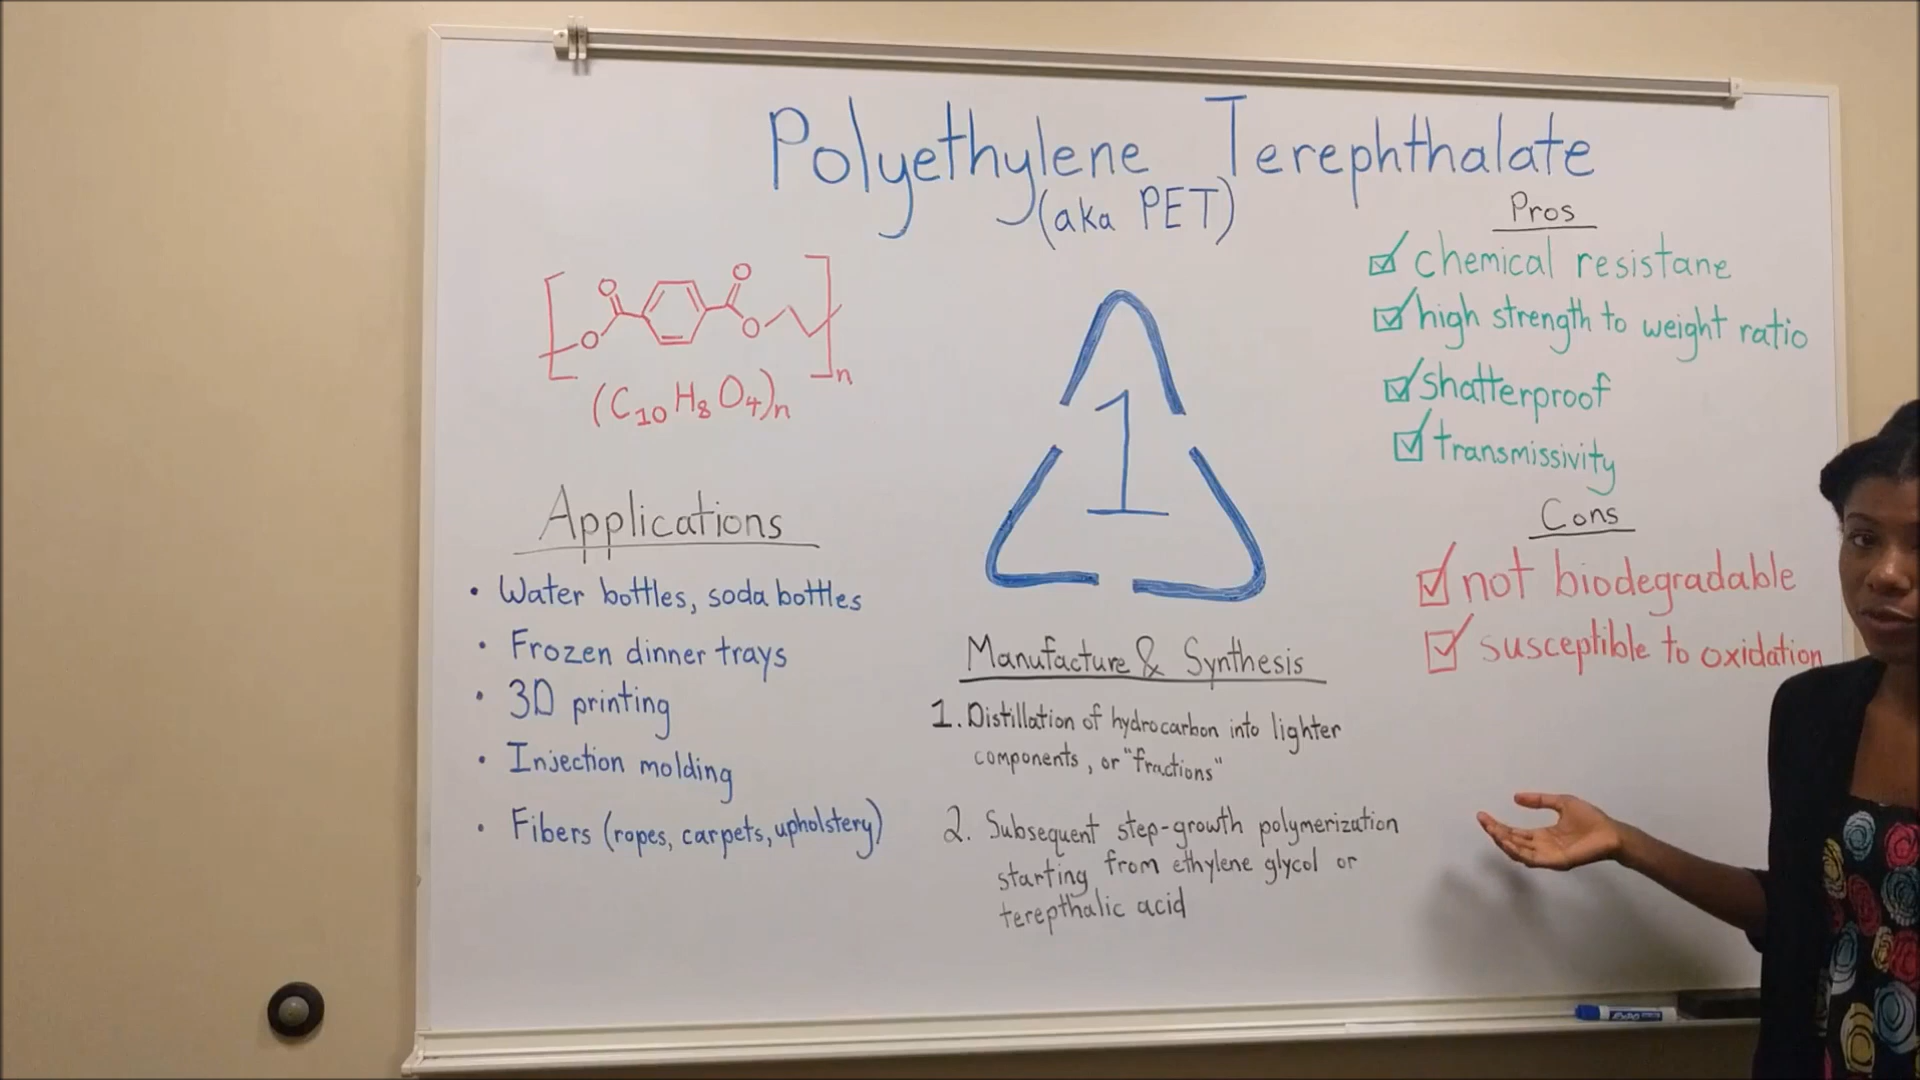 Polyethylene Terephthalate
(aka PET)
O
O
O
O
n
(C10H8O4)n
Applications
• Water bottles, soda bottles
• Frozen dinner trays
• 3D printing
• Injection molding
• Fibers (ropes, carpets, upholstery)
1
Manufacture & Synthesis
1. Distillation of hydrocarbon into lighter
components, or "fractions"
2. Subsequent step-growth polymerization
starting from ethylene glycol or
terepthalic acid
Pros
chemical resistane
high strength to weight ratio
shatterproof
transmissivity
Cons
not biodegradable
susceptible to oxidation
EXPO